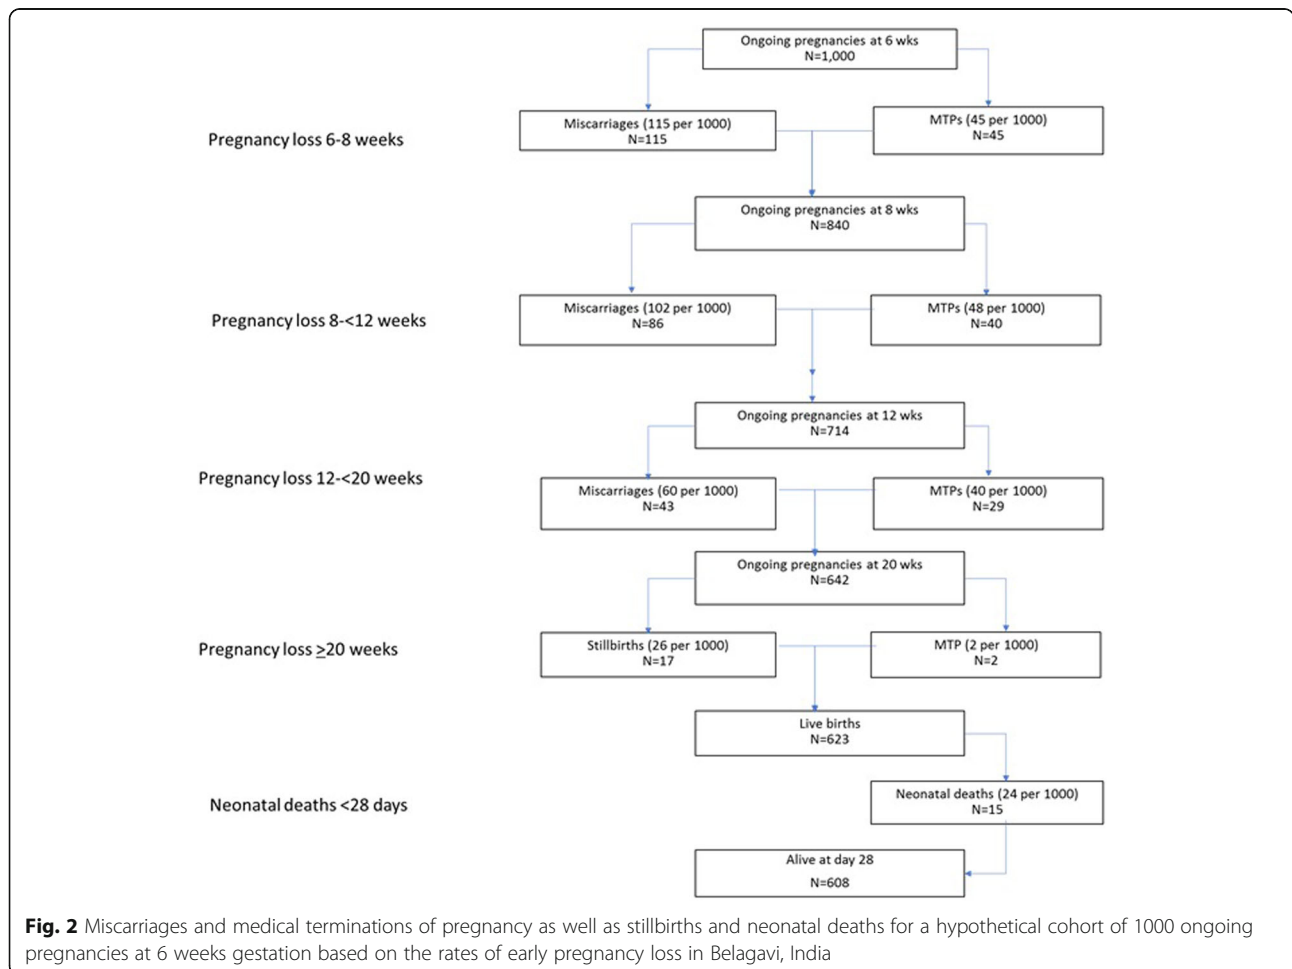 Ongoing pregnancies at 6 wks
N=1,000
Pregnancy loss 6-8 weeks
Miscarriages (115 per 1000)
N=115
MTPs (45 per 1000)
N=45
Ongoing pregnancies at 8 wks
N=840
Pregnancy loss 8-<12 weeks
Miscarriages (102 per 1000)
N=86
MTPs (48 per 1000)
N=40
Ongoing pregnancies at 12 wks
N=714
Pregnancy loss 12-<20 weeks
Miscarriages (60 per 1000)
N=43
MTPs (40 per 1000)
N=29
Ongoing pregnancies at 20 wks
N=642
Pregnancy loss ≥20 weeks
Stillbirths (26 per 1000)
N=17
MTP (2 per 1000)
N=2
Live births
N=623
Neonatal deaths <28 days
Neonatal deaths (24 per 1000)
N=15
Alive at day 28
N=608
Fig. 2 Miscarriages and medical terminations of pregnancy as well as stillbirths and neonatal deaths for a hypothetical cohort of 1000 ongoing
pregnancies at 6 weeks gestation based on the rates of early pregnancy loss in Belagavi, India